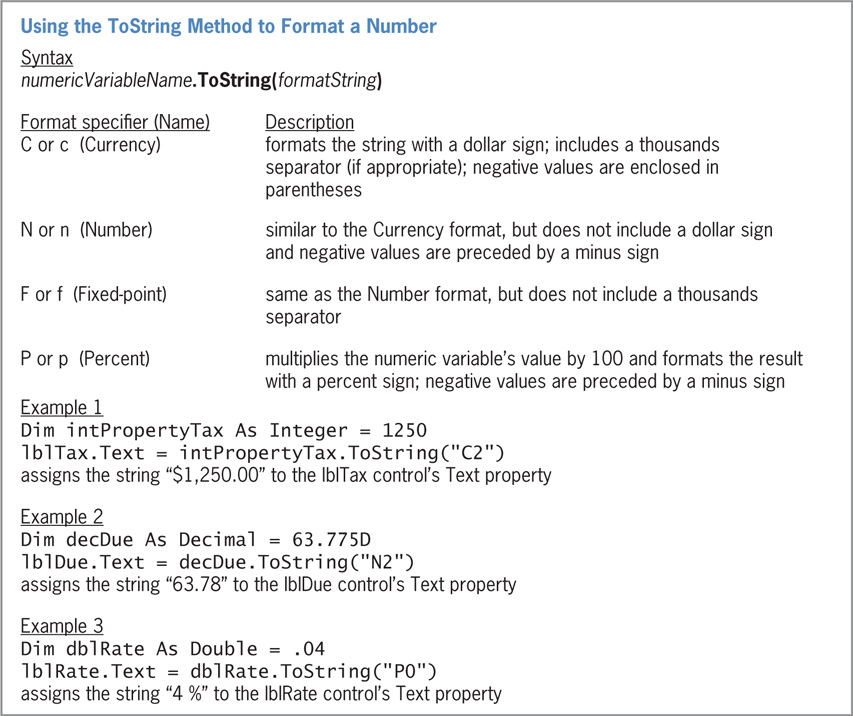 Using the ToString Method to Format a Number
Syntax
numericVariableName.ToString(formatString)
Format specifier (Name) Description
C or c (Currency) formats the string with a dollar sign; includes a thousands
separator (if appropriate); negative values are enclosed in
parentheses
N or n (Number) similar to the Currency format, but does not include a dollar sign
and negative values are preceded by a minus sign
F or f (Fixed-point) same as the Number format, but does not include a thousands
separator
P or p (Percent) multiplies the numeric variable’s value by 100 and formats the result
with a percent sign; negative values are preceded by a minus sign
Example 1
Dim intPropertyTax As Integer = 1250
lblTax.Text = intPropertyTax.ToString("C2")
assigns the string “$1,250.00” to the lblTax control’s Text property
Example 2
Dim decDue As Decimal = 63.775D
lblDue.Text = decDue.ToString("N2")
assigns the string “63.78” to the lblDue control’s Text property
Example 3
Dim dblRate As Double = .04
lblRate.Text = dblRate.ToString("P0")
assigns the string “4 %” to the lblRate control’s Text property